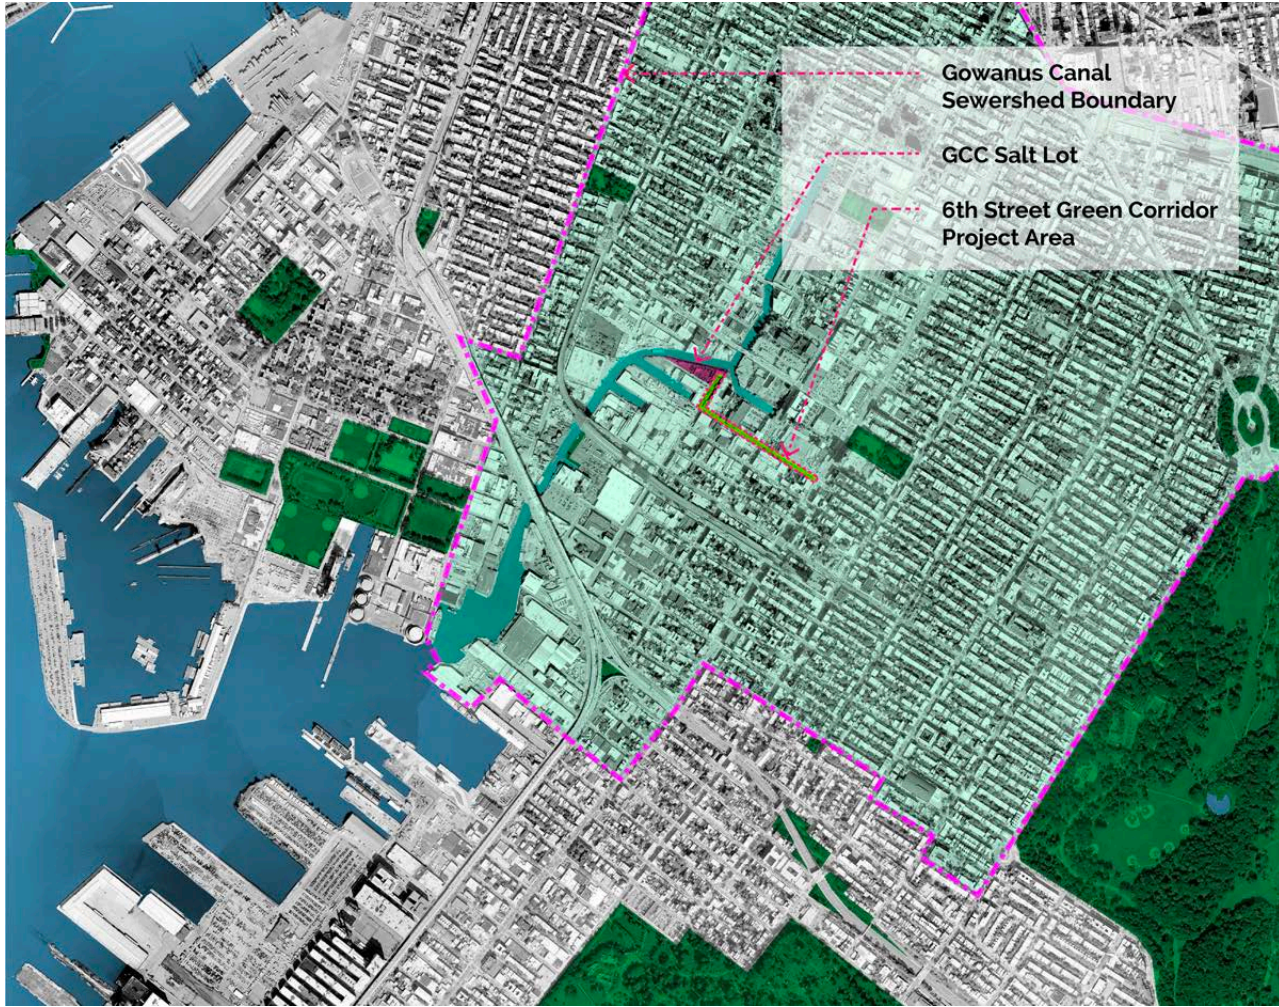 Gowanus Canal
Sewershed Boundary
GCC Salt Lot
6th Street Green Corridor
Project Area